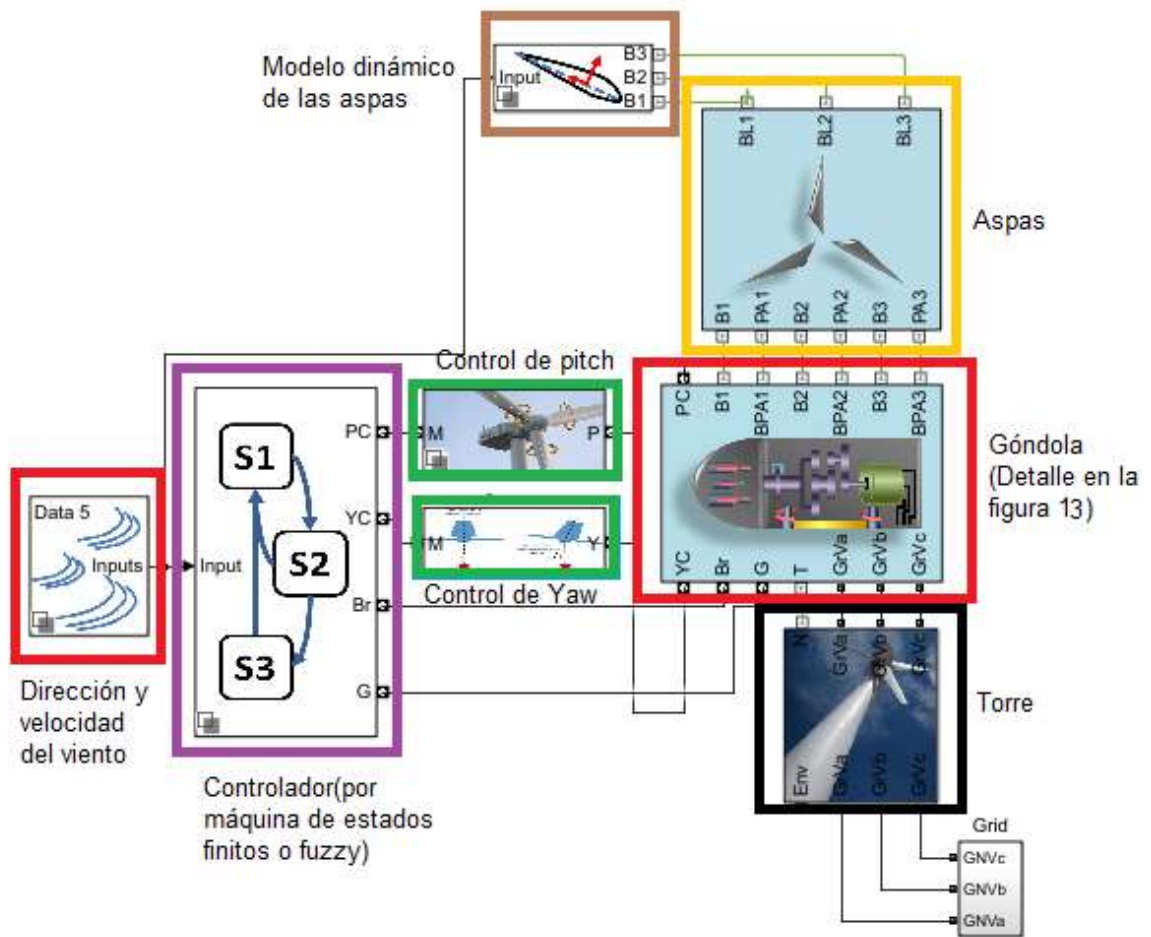 Modelo dinámico
de las aspas
Input
B3
B2
B1
BL1
BL2
BL3
Aspas
B1
PA1
B2
PA2
B3
PA3
Control de pitch
PC
YC
Br
G
M
P
M
Y
Control de Yaw
PC
B1
BPA1
B2
BPA2
B3
BPA3
YC
Br
G
T
GrVa
GrVb
GrVc
Góndola
(Detalle en la
figura 13)
Data 5
Inputs
Input
S1
S2
S3
Dirección y
velocidad
del viento
Controlador(por
máquina de estados
finitos o fuzzy)
N
GrVa
GrVb
GrVc
Env
GrVa
GrVb
GrVc
Torre
Grid
GNVc
GNVb
GNVa